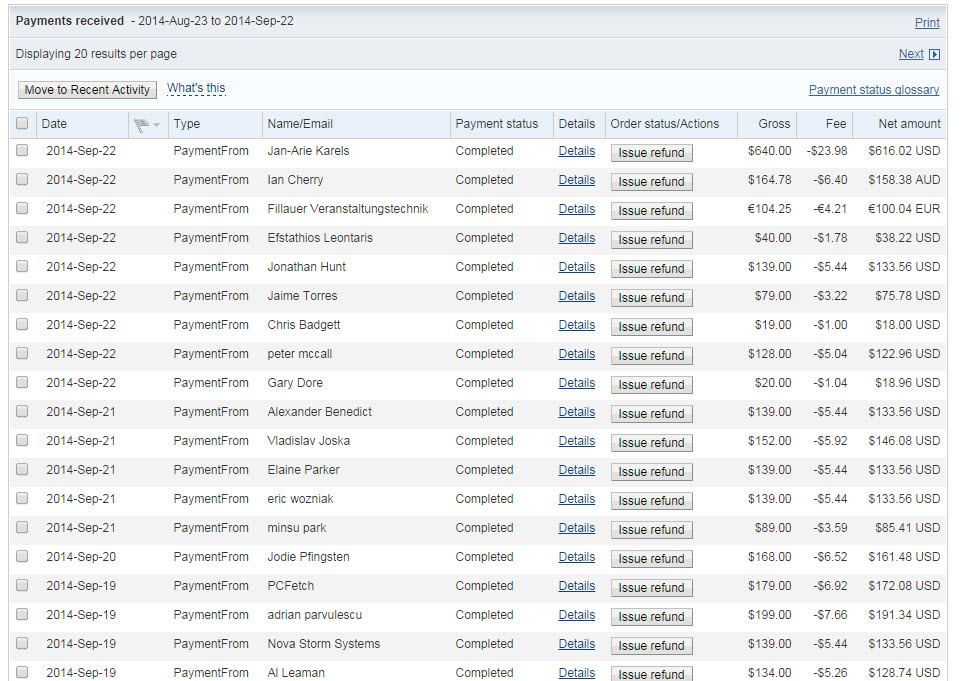 Payments received - 2014-Aug-23 to 2014-Sep-22 Print
Displaying 20 results per page Next
Move to Recent Activity What's this Payment status glossary
Date Type Name/Email Payment status Details Order status/Actions Gross Fee Net amount
2014-Sep-22 PaymentFrom Jan-Arie Karels Completed Details Issue refund $640.00 -$23.98 $616.02 USD
2014-Sep-22 PaymentFrom Ian Cherry Completed Details Issue refund $164.78 -$6.40 $158.38 AUD
2014-Sep-22 PaymentFrom Fillauer Veranstaltungstechnik Completed Details Issue refund €104.25 -€4.21 €100.04 EUR
2014-Sep-22 PaymentFrom Efstathios Leontaris Completed Details Issue refund $40.00 -$1.78 $38.22 USD
2014-Sep-22 PaymentFrom Jonathan Hunt Completed Details Issue refund $139.00 -$5.44 $133.56 USD
2014-Sep-22 PaymentFrom Jaime Torres Completed Details Issue refund $79.00 -$3.22 $75.78 USD
2014-Sep-22 PaymentFrom Chris Badgett Completed Details Issue refund $19.00 -$1.00 $18.00 USD
2014-Sep-22 PaymentFrom peter mccall Completed Details Issue refund $128.00 -$5.04 $122.96 USD
2014-Sep-22 PaymentFrom Gary Dore Completed Details Issue refund $20.00 -$1.04 $18.96 USD
2014-Sep-21 PaymentFrom Alexander Benedict Completed Details Issue refund $139.00 -$5.44 $133.56 USD
2014-Sep-21 PaymentFrom Vladislav Joska Completed Details Issue refund $152.00 -$5.92 $146.08 USD
2014-Sep-21 PaymentFrom Elaine Parker Completed Details Issue refund $139.00 -$5.44 $133.56 USD
2014-Sep-21 PaymentFrom eric wozniak Completed Details Issue refund $139.00 -$5.44 $133.56 USD
2014-Sep-21 PaymentFrom minsu park Completed Details Issue refund $89.00 -$3.59 $85.41 USD
2014-Sep-20 PaymentFrom Jodie Pfingsten Completed Details Issue refund $168.00 -$6.52 $161.48 USD
2014-Sep-19 PaymentFrom PCFetch Completed Details Issue refund $179.00 -$6.92 $172.08 USD
2014-Sep-19 PaymentFrom adrian parvulescu Completed Details Issue refund $199.00 -$7.66 $191.34 USD
2014-Sep-19 PaymentFrom Nova Storm Systems Completed Details Issue refund $139.00 -$5.44 $133.56 USD
2014-Sep-19 PaymentFrom Al Leaman Completed Details Issue refund $134.00 -$5.26 $128.74 USD